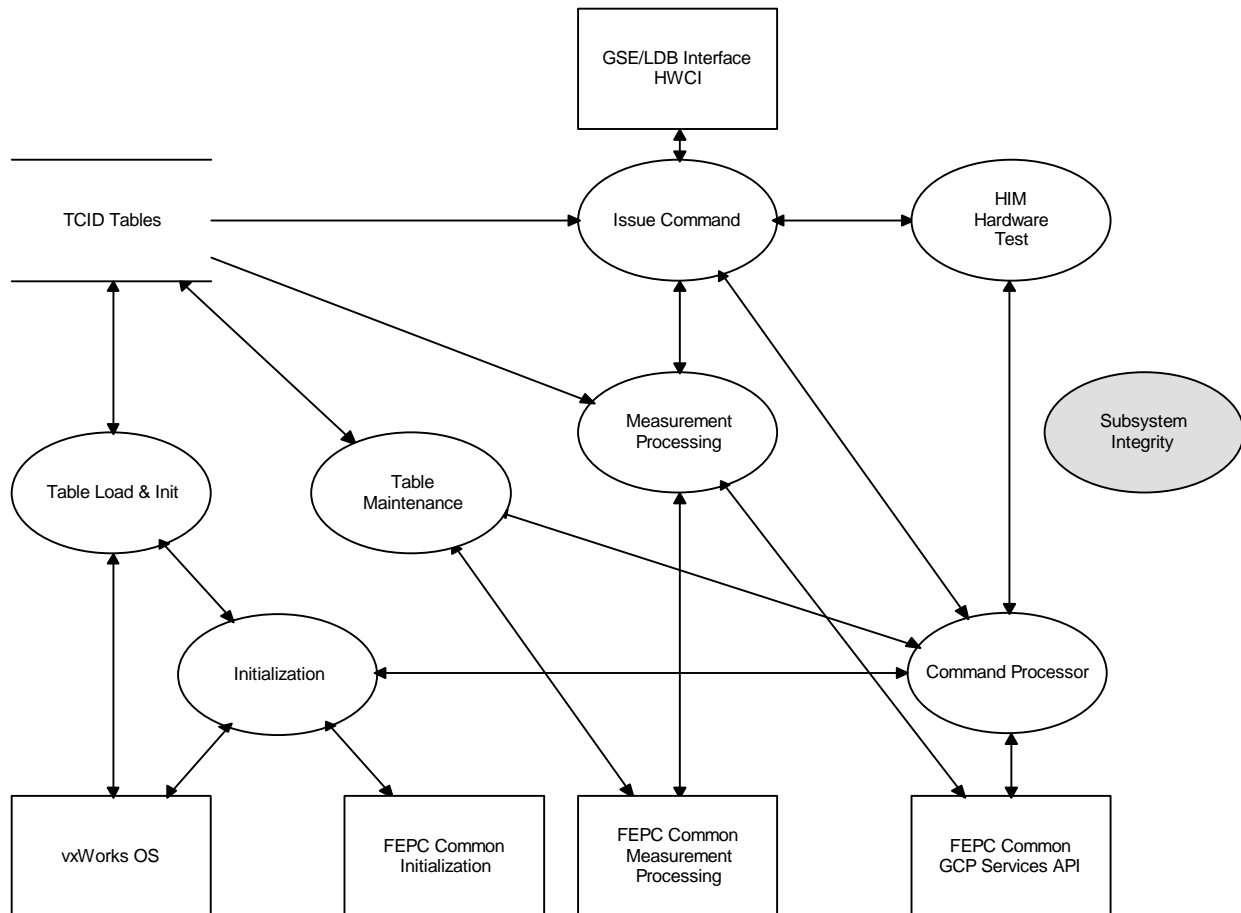 GSE/LDB Interface
HWCI
TCID Tables
Issue Command
HIM
Hardware
Test
Measurement
Processing
Subsystem
Integrity
Table Load & Init
Table
Maintenance
Initialization
Command Processor
vxWorks OS
FEPC Common
Initialization
FEPC Common
Measurement
Processing
FEPC Common
GCP Services API